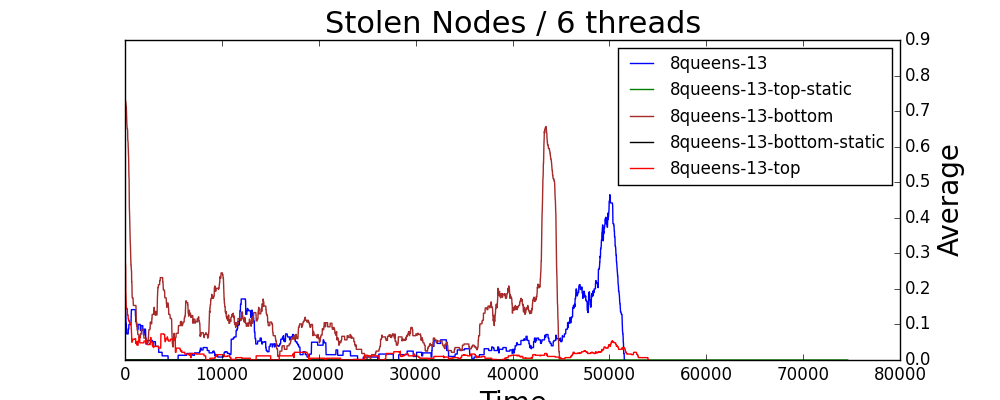 Stolen Nodes / 6 threads
8queens-13
8queens-13-top-static
8queens-13-bottom
8queens-13-bottom-static
8queens-13-top
0.9
0.8
0.7
0.6
0.5
0.4
0.3
0.2
0.1
0.0
Average
0 10000 20000 30000 40000 50000 60000 70000 80000
Time